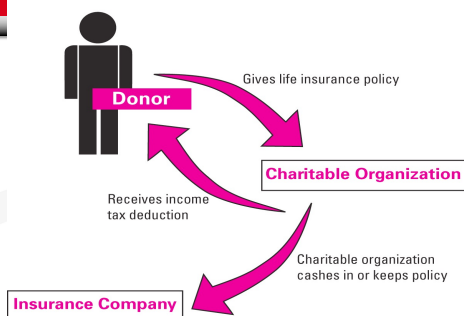 Donor
Gives life insurance policy
Charitable Organization
Receives income
tax deduction
Charitable organization
cashes in or keeps policy
Insurance Company